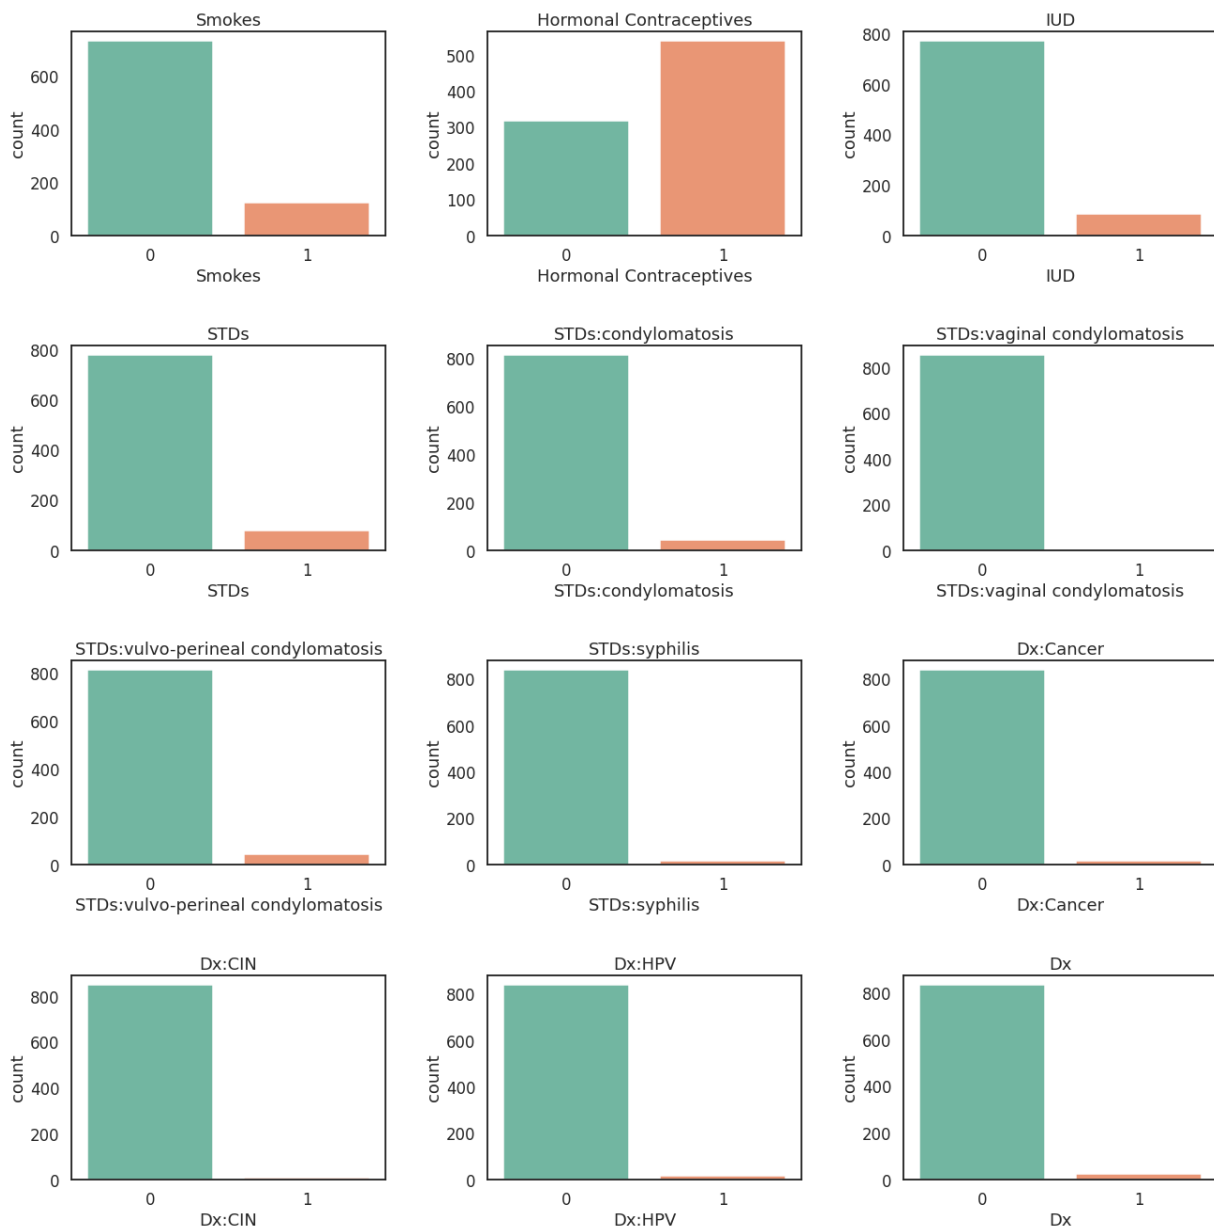 Smokes Hormonal Contraceptives IUD
600 500 800
400 400 600
200 300 400
0 200 200
100 0
0
count count count
0 1 0 1 0 1
Smokes Hormonal Contraceptives IUD
STDs STDs:condylomatosis STDs:vaginal condylomatosis
800 800 800
600 600 600
400 400 400
200 200 200
0 0 0
count count count
0 1 0 1 0 1
STDs STDs:condylomatosis STDs:vaginal condylomatosis
STDs:vulvo-perineal condylomatosis STDs:syphilis Dx:Cancer
800 800 800
600 600 600
400 400 400
200 200 200
0 0 0
count count count
0 1 0 1 0 1
STDs:vulvo-perineal condylomatosis STDs:syphilis Dx:Cancer
Dx:CIN Dx:HPV Dx
800 800 800
600 600 600
400 400 400
200 200 200
0 0 0
count count count
0 1 0 1 0 1
Dx:CIN Dx:HPV Dx